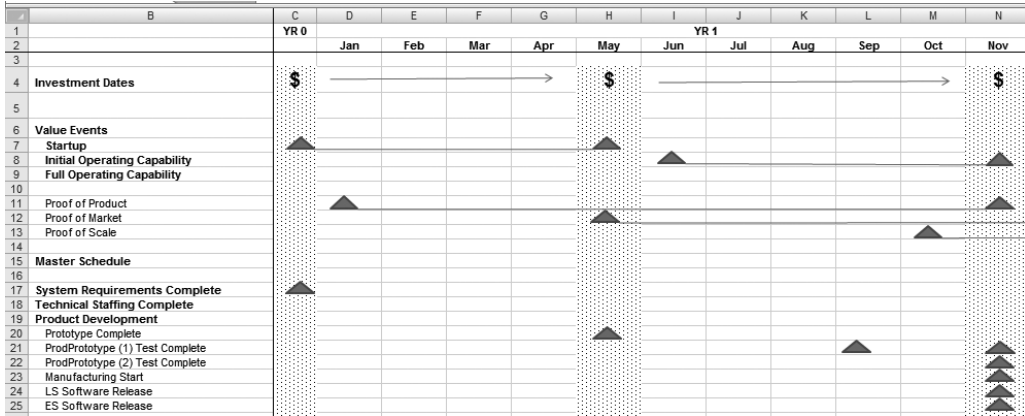 B C D E F G H I J K L M N
1 YR 0 YR 1
2 Jan Feb Mar Apr May Jun Jul Aug Sep Oct Nov
3
4 Investment Dates $ $ $
5
6 Value Events
7 Startup
8 Initial Operating Capability
9 Full Operating Capability
10
11 Proof of Product
12 Proof of Market
13 Proof of Scale
14
15 Master Schedule
16
17 System Requirements Complete
18 Technical Staffing Complete
19 Product Development
20 Prototype Complete
21 ProdPrototype (1) Test Complete
22 ProdPrototype (2) Test Complete
23 Manufacturing Start
24 LS Software Release
25 ES Software Release